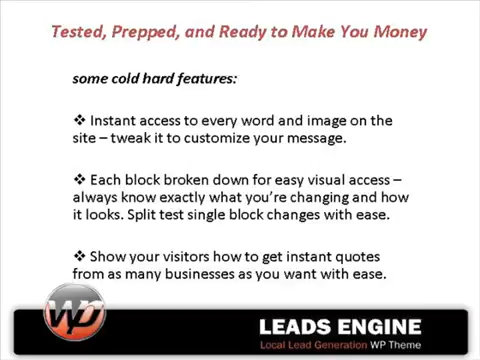 Tested, Prepped, and Ready to Make You Money
some cold hard features:
❖ Instant access to every word and image on the
site – tweak it to customize your message.
❖ Each block broken down for easy visual access –
always know exactly what you're changing and how
it looks. Split test single block changes with ease.
❖ Show your visitors how to get instant quotes
from as many businesses as you want with ease.
WP
LEADS ENGINE
Local Lead Generation WP Theme